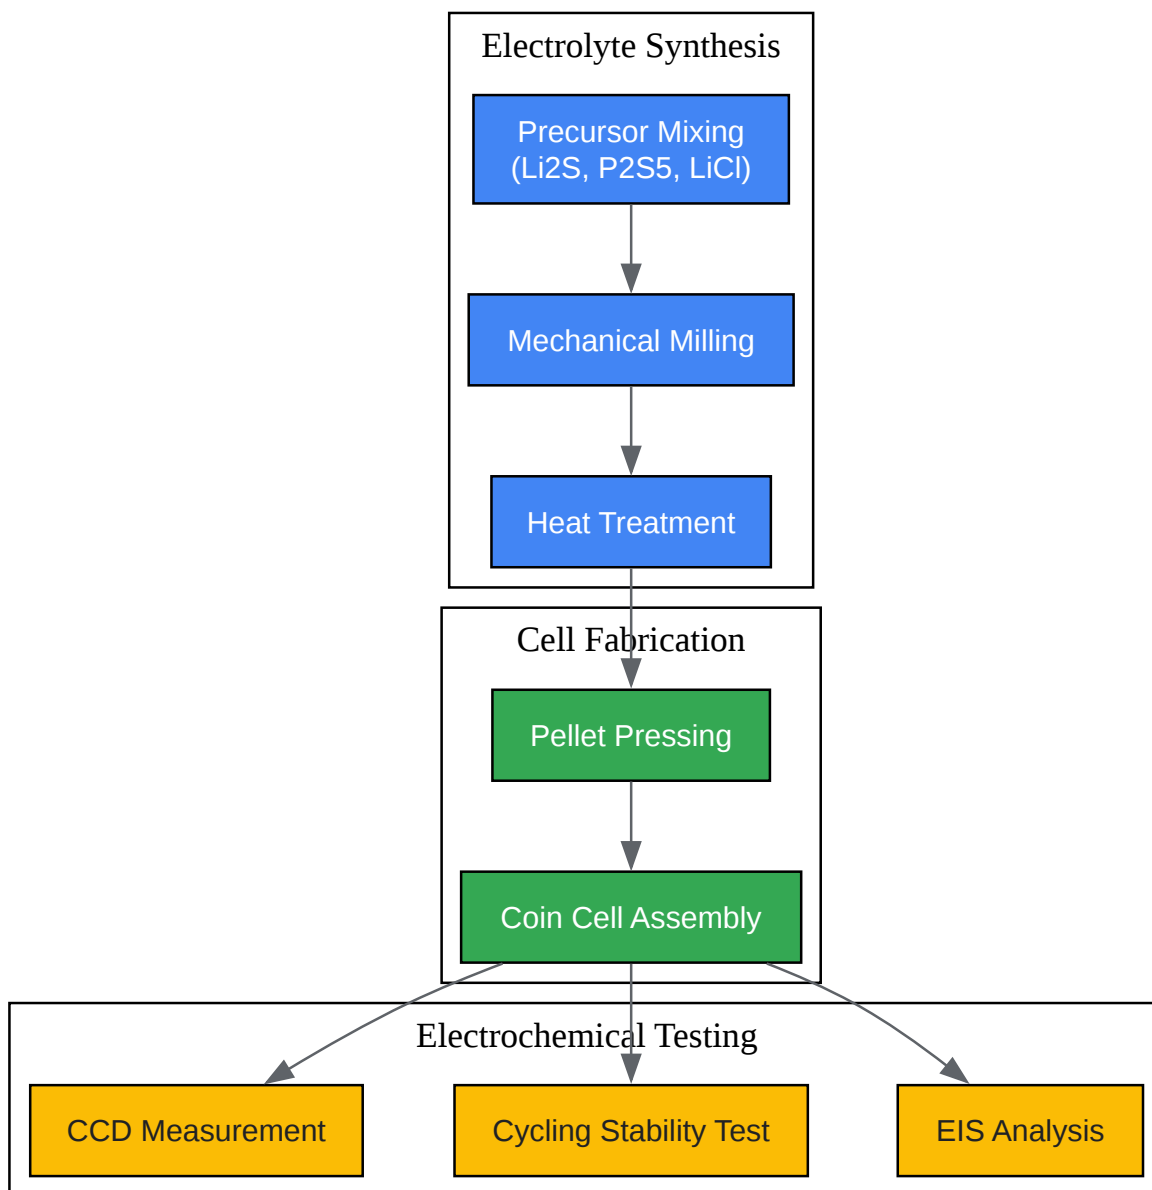 Electrolyte Synthesis
Precursor Mixing
(Li2S, P2S5, LiCl)
Mechanical Milling
Heat Treatment
Cell Fabrication
Pellet Pressing
Coin Cell Assembly
Electrochemical Testing
CCD Measurement
Cycling Stability Test
EIS Analysis